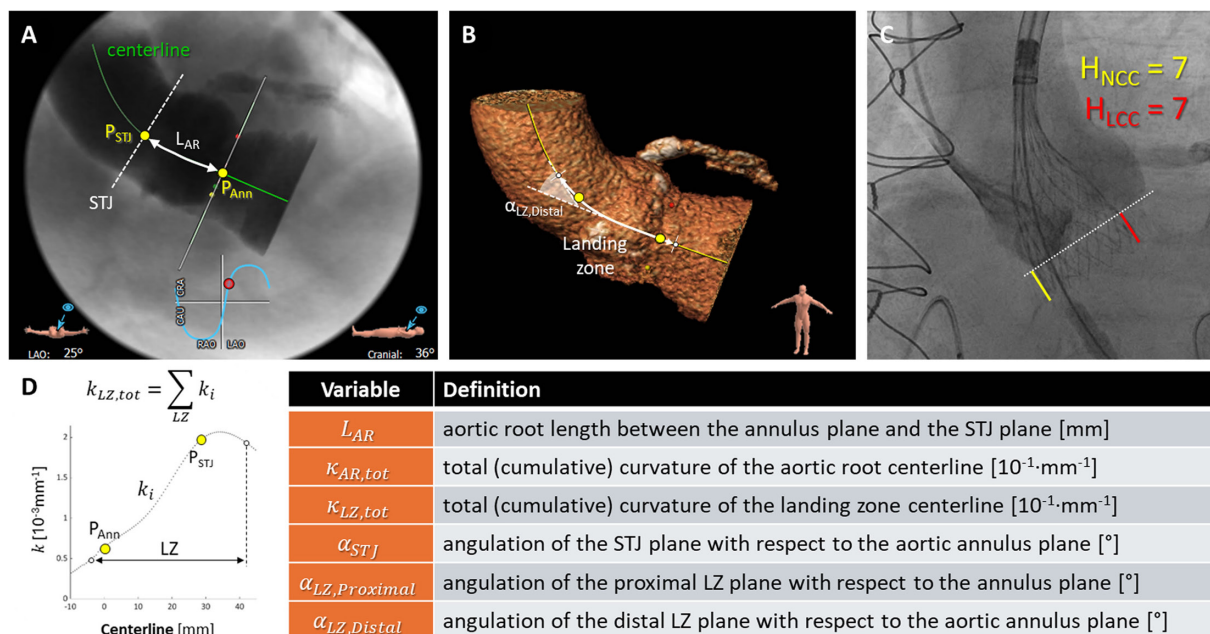 A
centerline
P_STJ
L_AR
P_Ann
STJ
CRA
CAU
RAO
LAO
LAO: 25°
Cranial: 36°
B
α_LZ,Distal
Landing
zone
C
H_NCC = 7
H_LCC = 7
D
k_LZ,tot = ∑_LZ k_i
k [10⁻³mm⁻¹]
2
1.5
1
0.5
0
P_STJ
k_i
P_Ann
LZ
-10 0 10 20 30 40
Centerline [mm]
Variable Definition
L_AR aortic root length between the annulus plane and the STJ plane [mm]
κ_AR,tot total (cumulative) curvature of the aortic root centerline [10⁻¹·mm⁻¹]
κ_LZ,tot total (cumulative) curvature of the landing zone centerline [10⁻¹·mm⁻¹]
α_STJ angulation of the STJ plane with respect to the aortic annulus plane [°]
α_LZ,Proximal angulation of the proximal LZ plane with respect to the annulus plane [°]
α_LZ,Distal angulation of the distal LZ plane with respect to the aortic annulus plane [°]